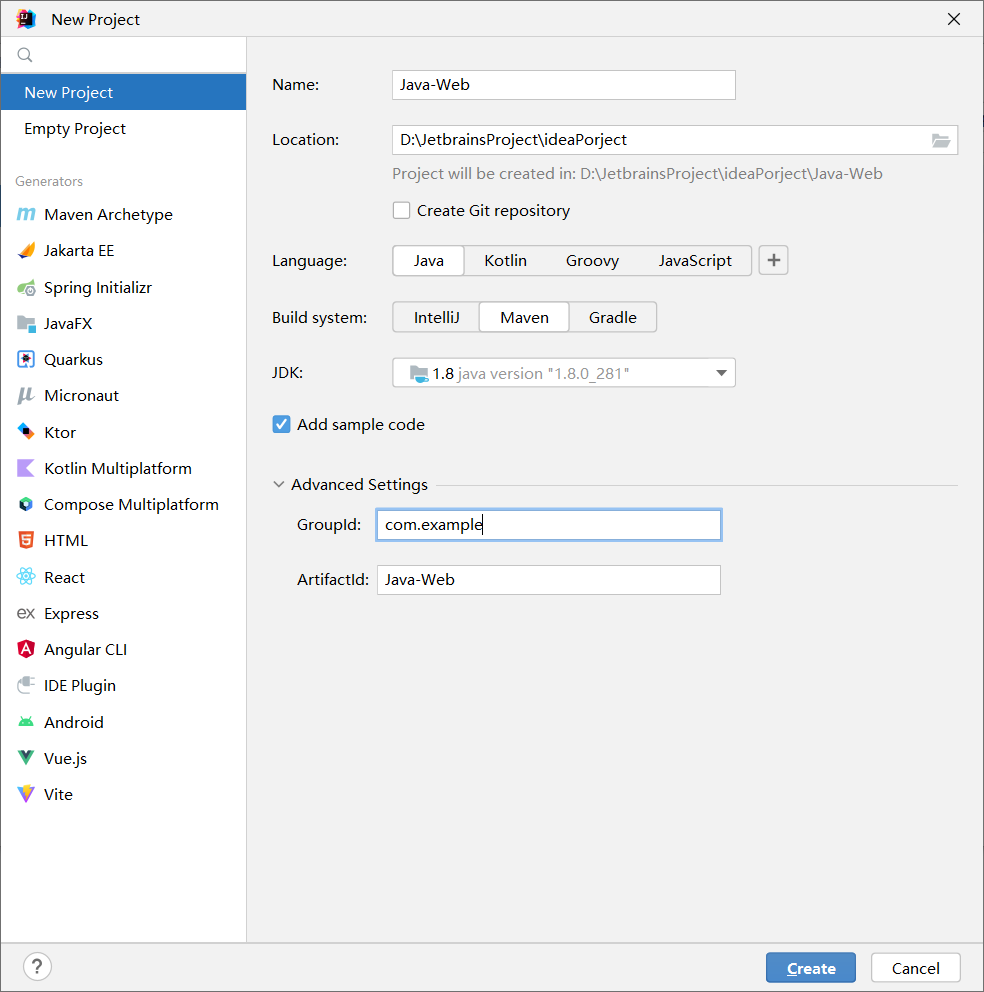 New Project
New Project
Empty Project
Generators
Maven Archetype
Jakarta EE
Spring Initializr
JavaFX
Quarkus
Micronaut
Ktor
Kotlin Multiplatform
Compose Multiplatform
HTML
React
ex Express
Angular CLI
IDE Plugin
Android
Vue.js
Vite
Name: Java-Web
Location: D:\JetbrainsProject\ideaPorject
Project will be created in: D:\JetbrainsProject\ideaPorject\Java-Web
Create Git repository
Language: Java Kotlin Groovy JavaScript +
Build system: IntelliJ Maven Gradle
JDK: 1.8 java version "1.8.0_281"
Add sample code
Advanced Settings
GroupId: com.example
ArtifactId: Java-Web
? Create Cancel